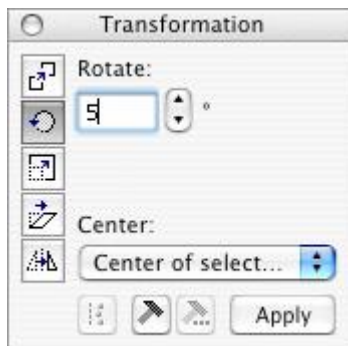 Transformation
Rotate:
5 °
Center:
Center of select...
Apply